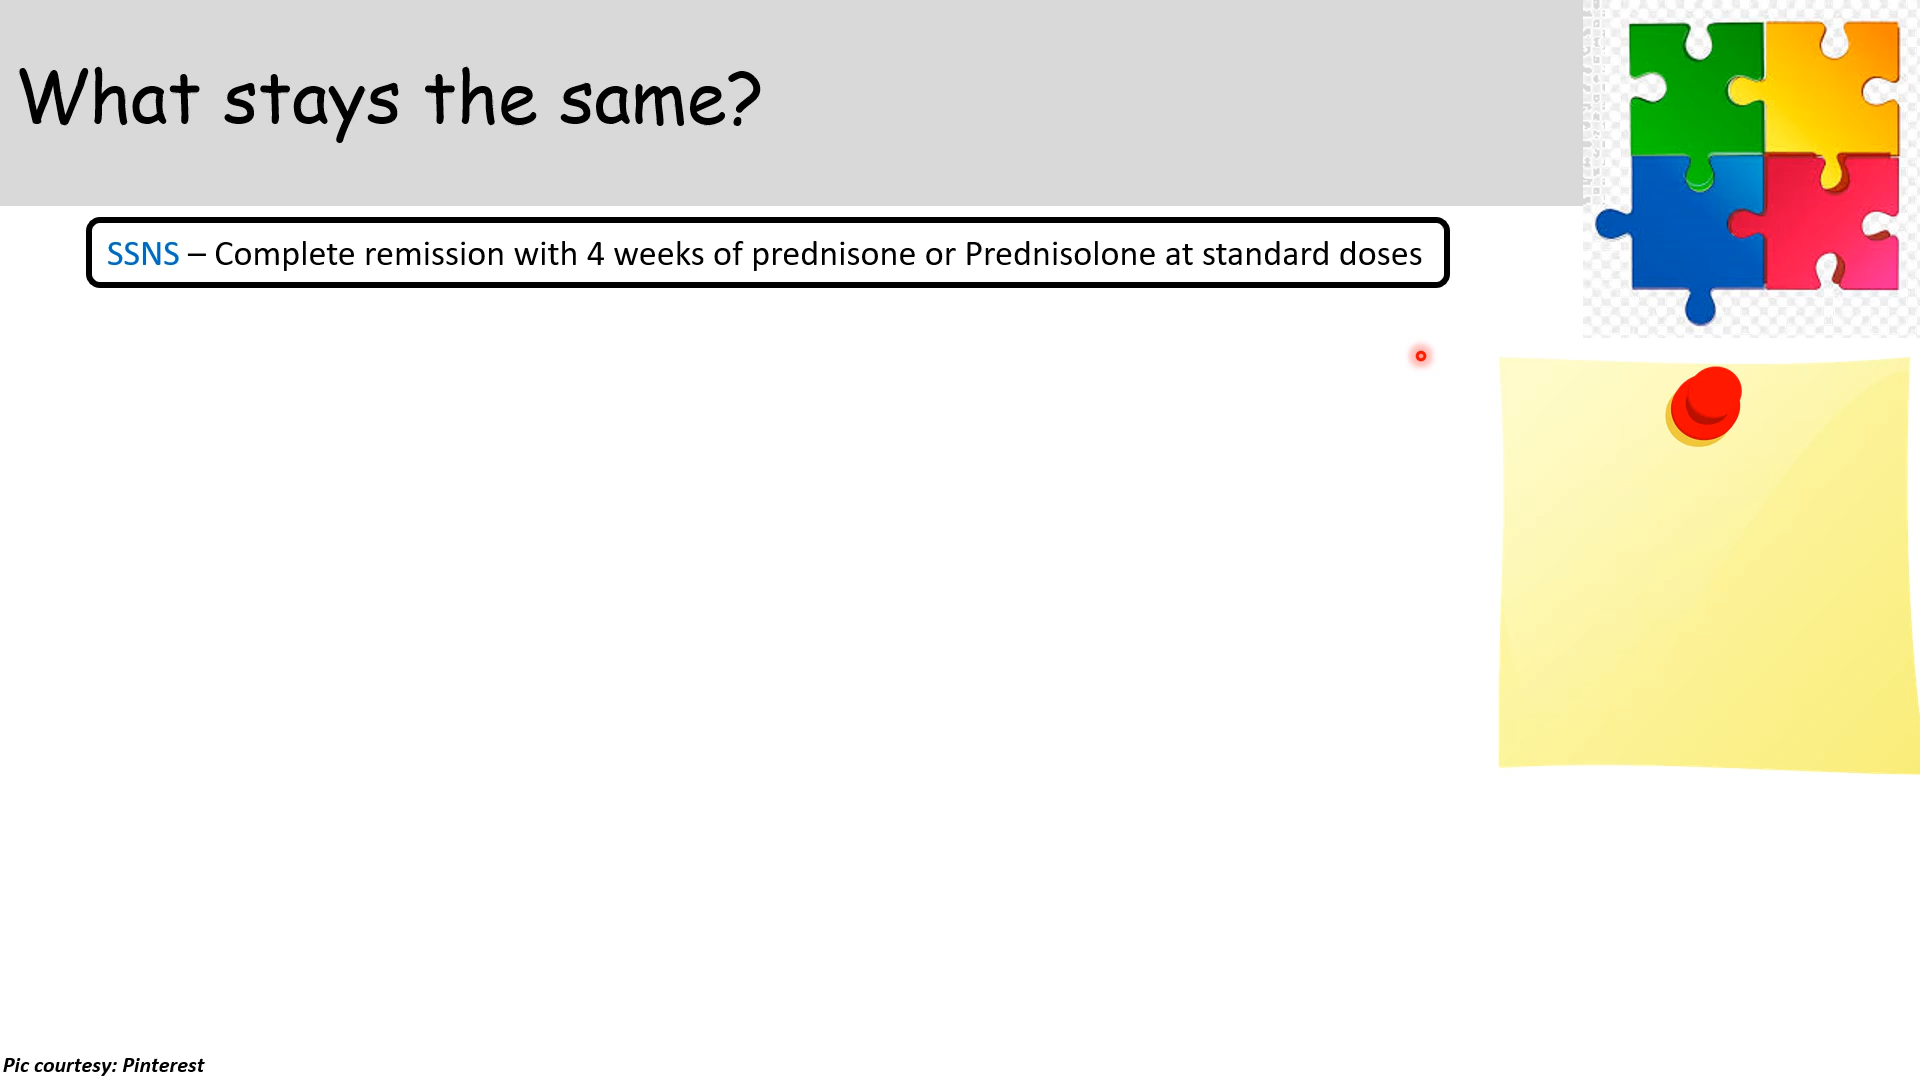 What stays the same?
SSNS – Complete remission with 4 weeks of prednisone or Prednisolone at standard doses
Pic courtesy: Pinterest